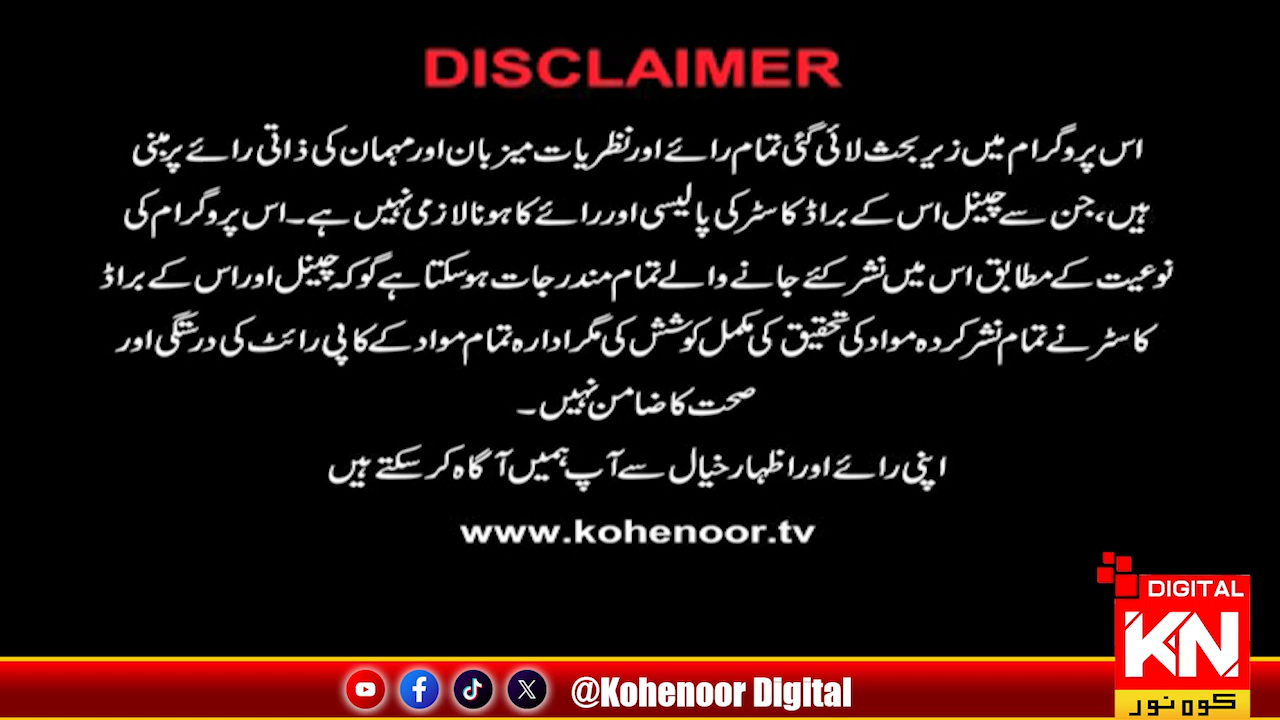 DISCLAIMER
اس پروگرام میں زیر بحث لائی گئی تمام رائے اور نظریات میزبان اور مہمان کی ذاتی رائے پر مبنی
ہیں، جن سے چینل اس کے براڈ کاسٹر کی پالیسی اور رائے کا ہونا لازمی نہیں ہے۔ اس پروگرام کی
نوعیت کے مطابق اس میں نشر کئے جانے والے تمام مندرجات ہوسکتا ہے گو کہ چینل اور اس کے براڈ
کاسٹر نے تمام نشر کردہ مواد کی تحقیق کی مکمل کوشش کی مگر ادارہ تمام مواد کے کاپی رائٹ کی درستگی اور
صحت کا ضامن نہیں۔
اپنی رائے اور اظہار خیال سے آپ ہمیں آگاہ کر سکتے ہیں
www.kohenoor.tv
DIGITAL
KN
کوہ نور
@Kohenoor Digital